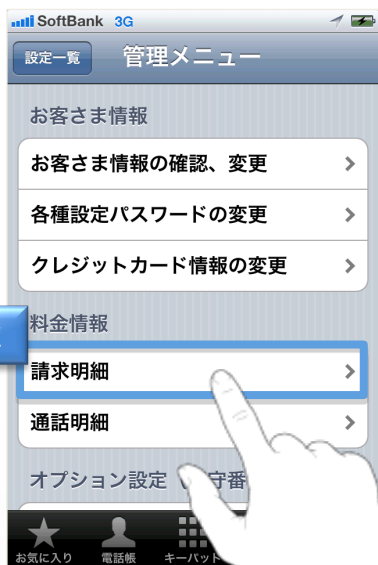 SoftBank 3G
設定一覧 管理メニュー
お客さま情報
お客さま情報の確認、変更
各種設定パスワードの変更
クレジットカード情報の変更
料金情報
請求明細
通話明細
オプション設定
守番
お気に入り 電話帳 キーパッド